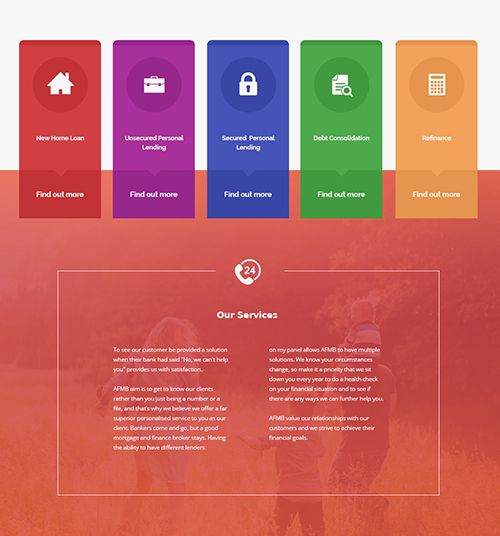 New Home Loan
Unsecured Personal
Lending
Secured Personal
Lending
Debt Consolidation
Refinance
Find out more
Find out more
Find out more
Find out more
Find out more
24
Our Services
To see our customer be provided a solution
when their bank had said "No, we can't help
you" provides us with satisfaction.
AFMB aim is to get to know our clients
rather than you just being a number or a
file, and that's why we believe we offer a far
superior personalised service to you as our
client. Bankers come and go, but a good
mortgage and finance broker stays. Having
the ability to have different lenders
on my panel allows AFMB to have multiple
solutions. We know your circumstances
change, so make it a priority that we sit
down you every year to do a health check
on your financial situation and to see if
there are any ways we can further help you.
AFMB value our relationships with our
customers and we strive to achieve their
financial goals.